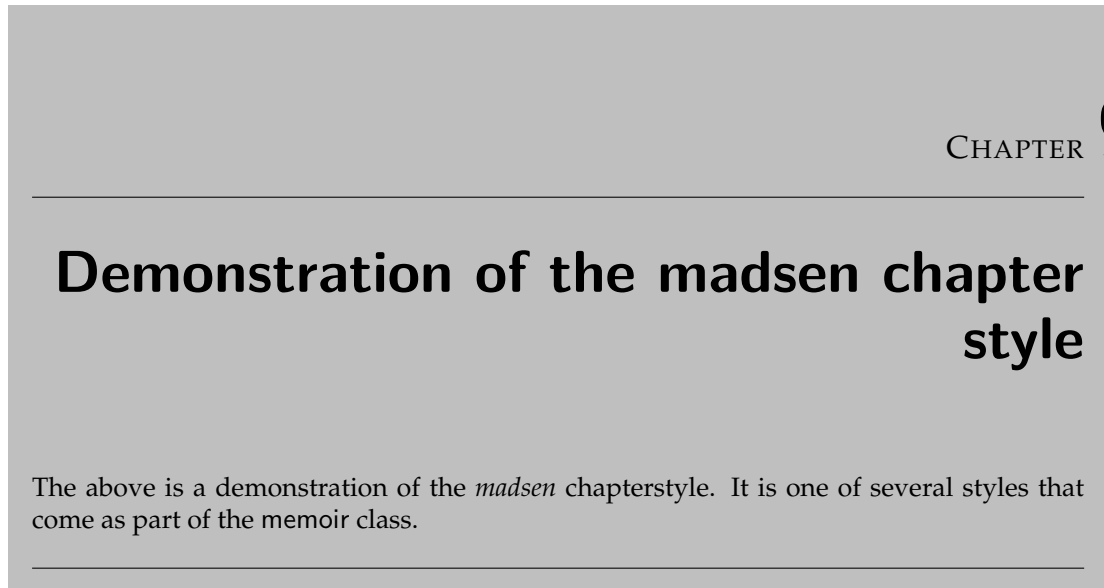 CHAPTER
Demonstration of the madsen chapter
style
The above is a demonstration of the madsen chapterstyle. It is one of several styles that
come as part of the memoir class.